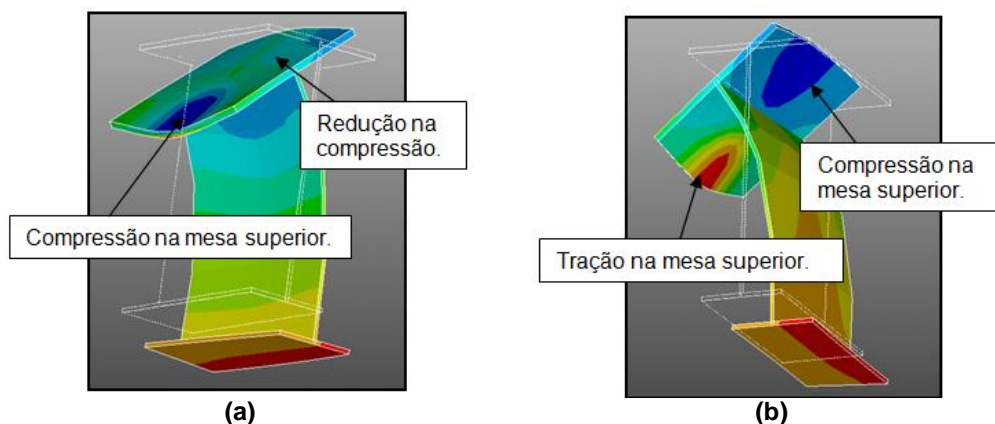 Redução na
compressão.
Compressão na mesa superior.
(a)
Compressão na
mesa superior.
Tração na mesa superior.
(b)